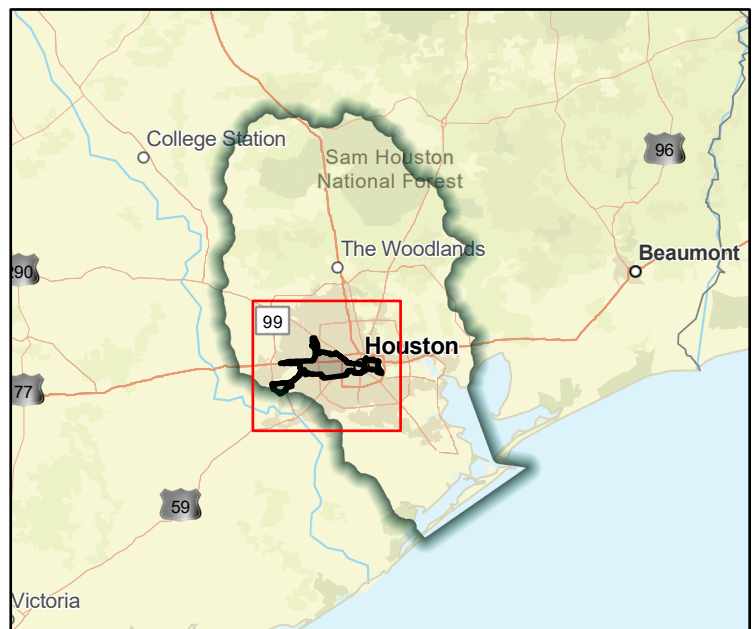 College Station
Sam Houston
National Forest
96
The Woodlands
Beaumont
290
99
Houston
77
59
Victoria